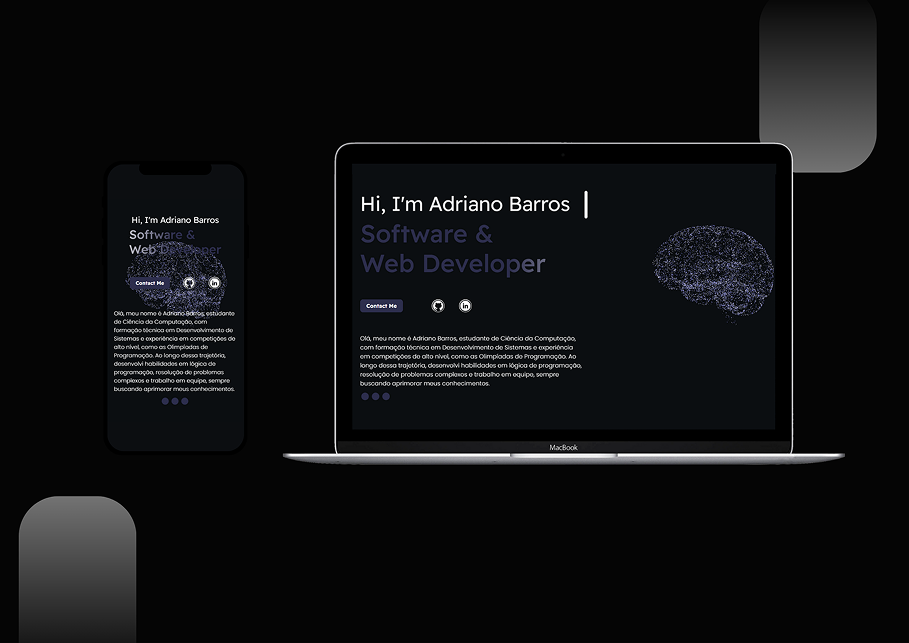 Hi, I'm Adriano Barros
Software &
Web Developer
Contact Me
in
Olá, meu nome é Adriano Barros, estudante
de Ciência da Computação, com
formação técnica em Desenvolvimento de
Sistemas e experiência em competições de
alto nível, como as Olimpíadas de
Programação. Ao longo dessa trajetória,
desenvolvi habilidades em lógica de
programação, resolução de problemas
complexos e trabalho em equipe, sempre
buscando aprimorar meus conhecimentos.
Hi, I'm Adriano Barros
Software &
Web Developer
Contact Me
in
Olá, meu nome é Adriano Barros, estudante de Ciência da Computação,
com formação técnica em Desenvolvimento de Sistemas e experiência
em competições de alto nível, como as Olimpíadas de Programação. Ao
longo dessa trajetória, desenvolvi habilidades em lógica de programação,
resolução de problemas complexos e trabalho em equipe, sempre
buscando aprimorar meus conhecimentos.
MacBook